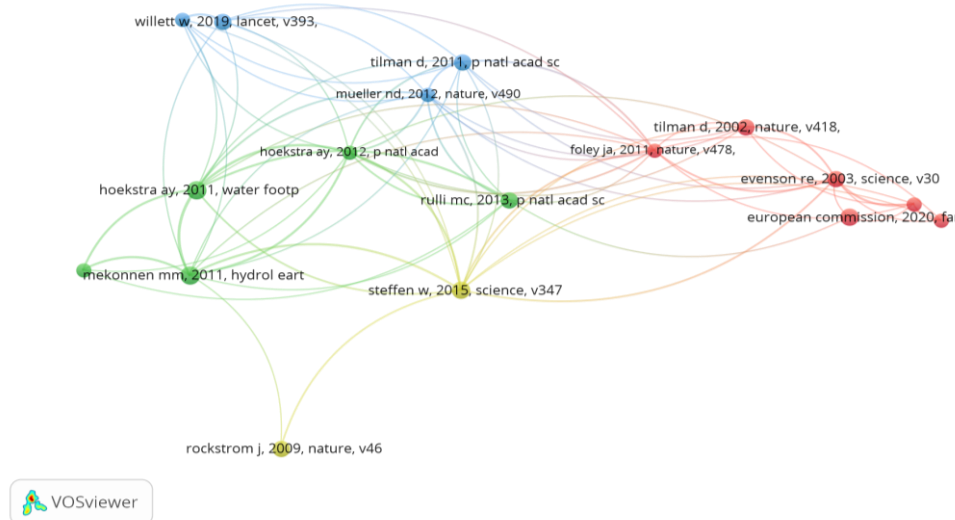 willett w, 2019, lancet, v393,
tilman d, 2011, p natl acad sc
mueller nd, 2012, nature, v490
tilman d, 2002, nature, v418,
hoekstra ay, 2012, p natl acad
foley ja, 2011, nature, v478,
evenson re, 2003, science, v30
hoekstra ay, 2011, water footp
rulli mc, 2013, p natl acad sc
european commission, 2020, fa
mekonnen mm, 2011, hydrol eart
steffen w, 2015, science, v347
rockstrom j, 2009, nature, v46
VOSviewer